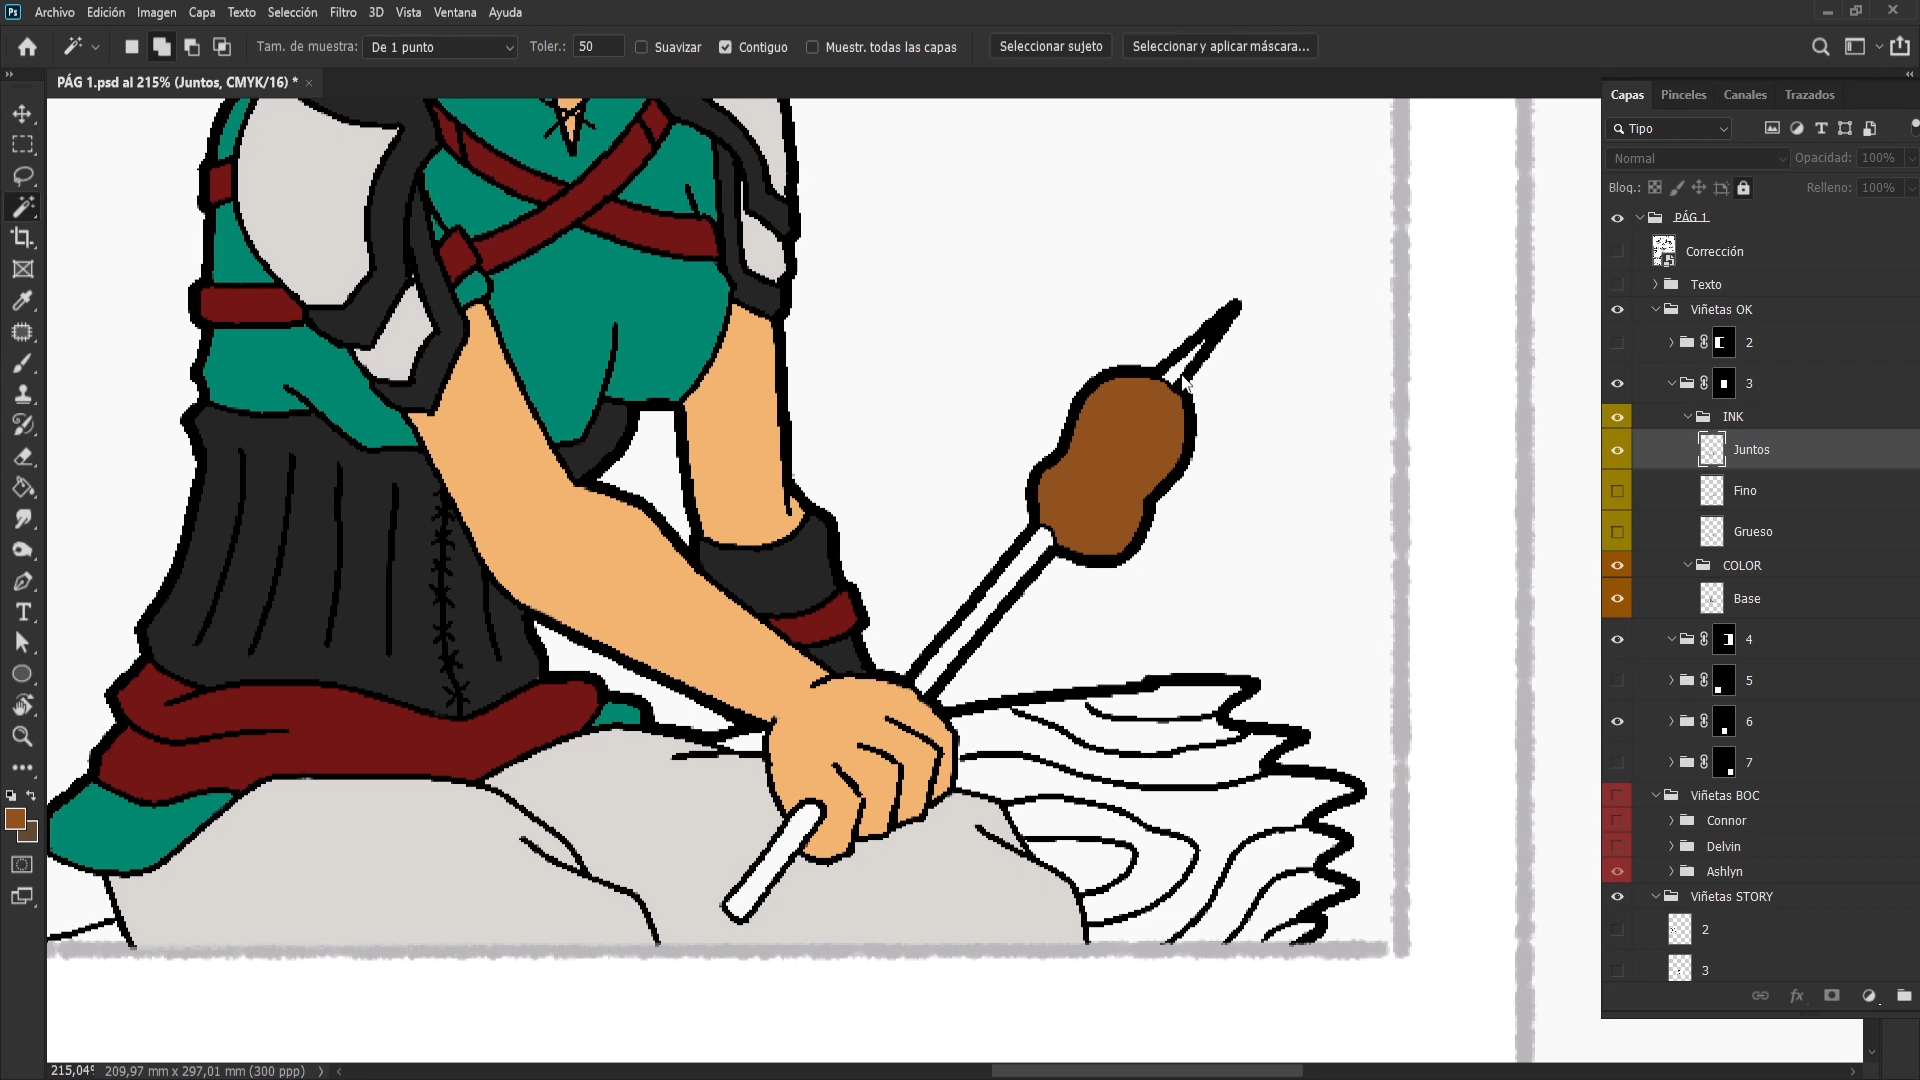 Ps Archivo Edición Imagen Capa Texto Selección Filtro 3D Vista Ventana Ayuda
Tam. de muestra: De 1 punto Toler.: 50 Suavizar Contiguo Muestr. todas las capas Seleccionar sujeto Seleccionar y aplicar máscara...
PÁG 1.psd al 215% (Juntos, CMYK/16) * ×
Capas Pinceles Canales Trazados
Tipo
Normal Opacidad: 100%
Bloq.: Relleno: 100%
PÁG 1
Corrección
Texto
Viñetas OK
2
3
INK
Juntos
Fino
Grueso
COLOR
Base
4
5
6
7
Viñetas BOC
Connor
Delvin
Ashlyn
Viñetas STORY
2
3
fx
215,04% 209,97 mm x 297,01 mm (300 ppp)